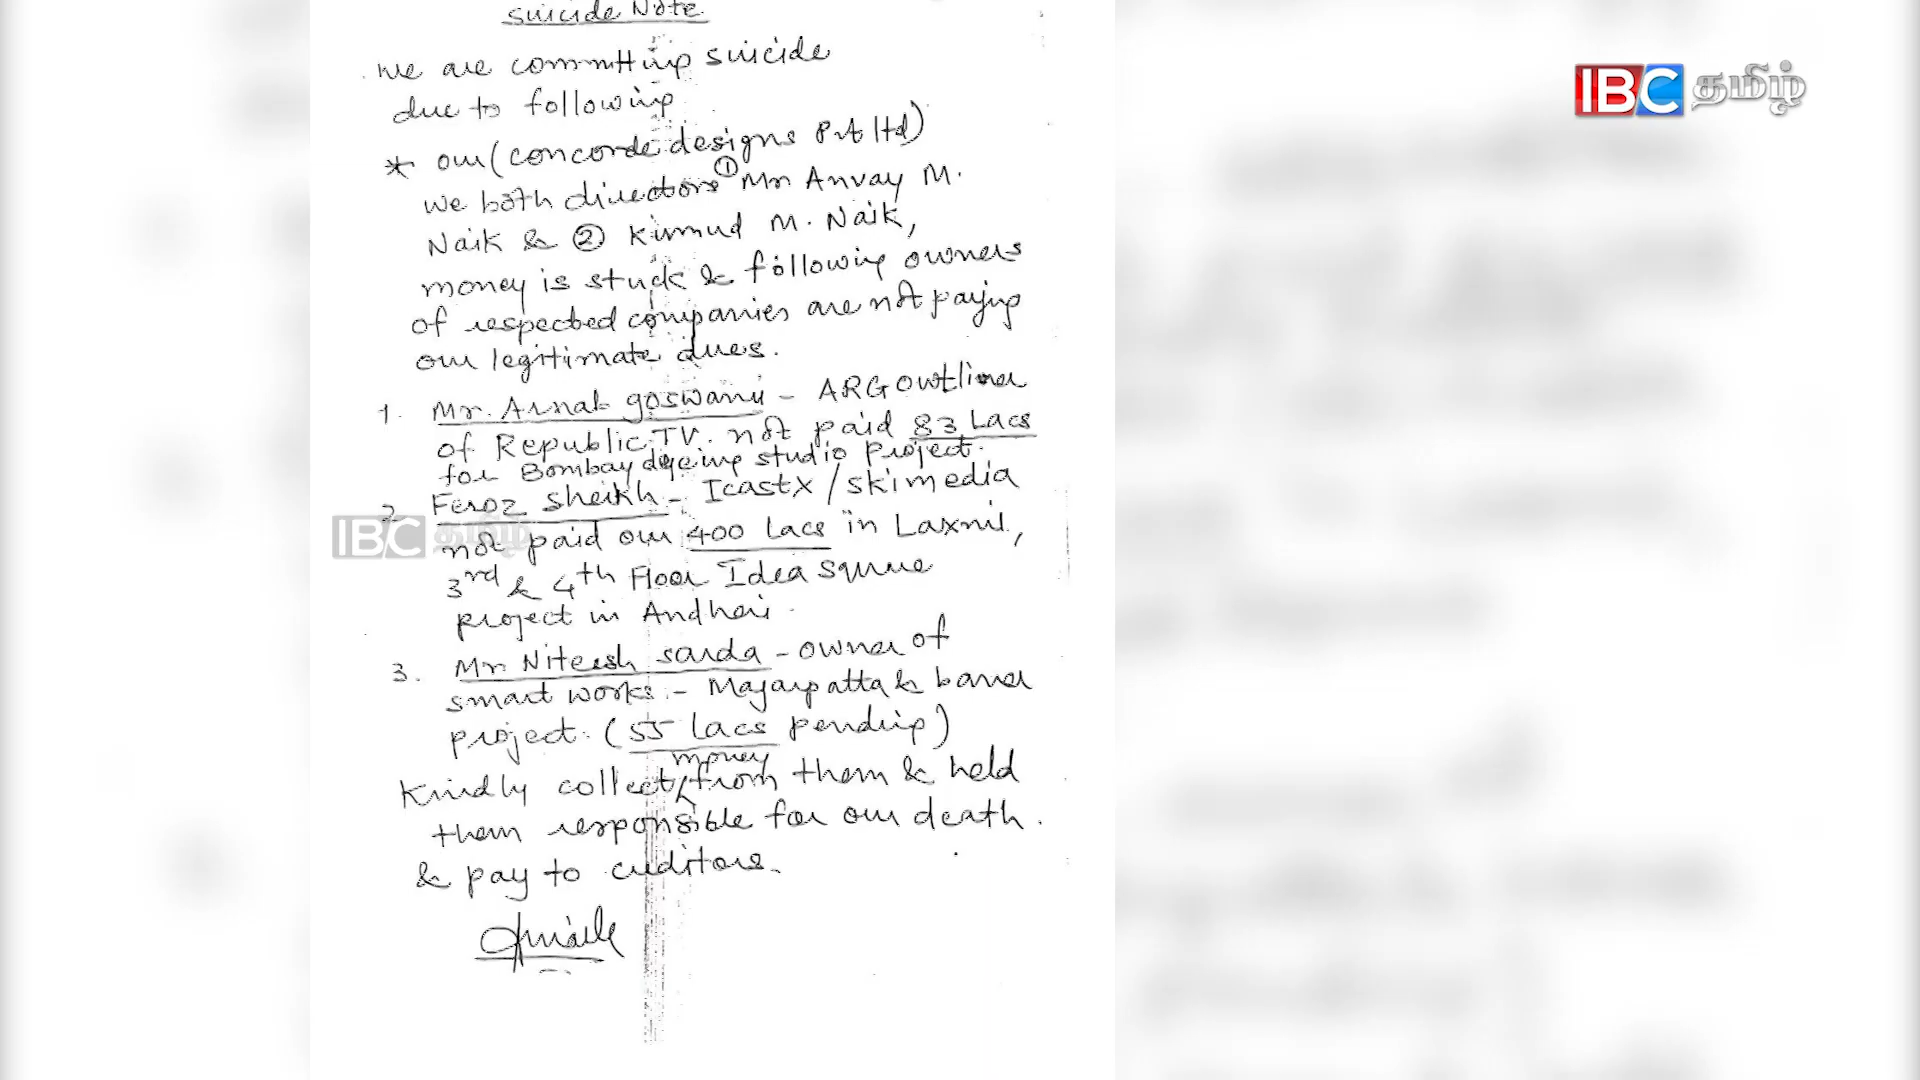 suicide Note
IBC தமிழ்
we are committing suicide
due to following
* our (concorde designs Pvt ltd)
we both directors ① Mr Anvay M.
Naik & ② Kumud M. Naik,
money is stuck & following owners
of respected companies are not paying
our legitimate dues.
1. Mr. Arnab goswami - ARG Outlier
of Republic TV. not paid 83 Lacs
for Bombay dyeing studio Project.
2. Feroz Sheikh - IcastX / skimedia
IBC தமிழ்
not paid our 400 lacs in Laxmi,
3rd & 4th Floor Idea Square
project in Andheri.
3. Mr Niteish sarda - owner of
smart works - Magarpatta & baner
project. (55 lacs pending)
Kindly collect money from them & held
them responsible for our death.
& pay to creditors.